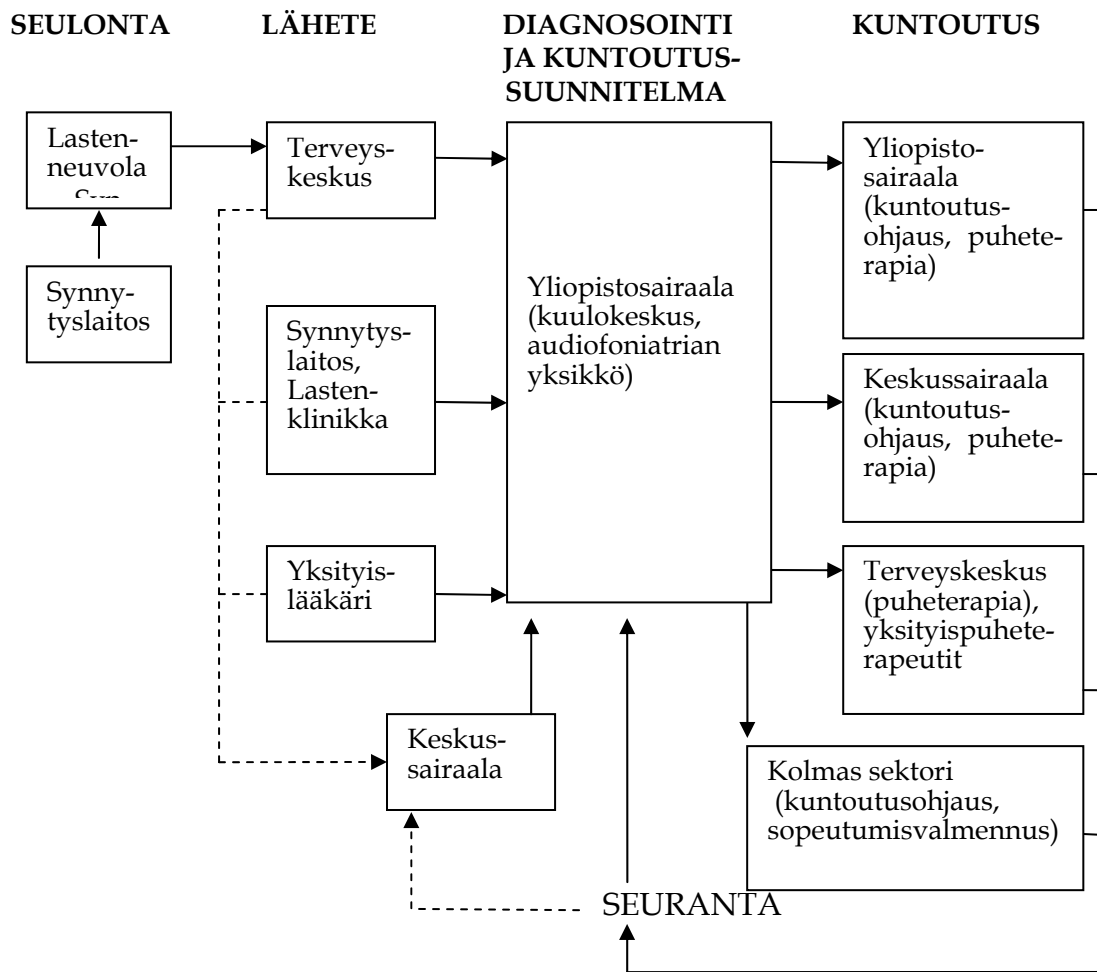 SEULONTA
LÄHETE
DIAGNOSOINTI
JA KUNTOUTUS-
SUUNNITELMA
KUNTOUTUS
Lasten-
neuvola
Synny-
tyslaitos
Terveys-
keskus
Synnytys-
laitos,
Lasten-
klinikka
Yksityis-
lääkäri
Keskus-
sairaala
Yliopistosairaala
(kuulokeskus,
audiofoniatrian
yksikkö)
Yliopisto-
sairaala
(kuntoutus-
ohjaus, puhete-
rapia)
Keskussairaala
(kuntoutus-
ohjaus, puhete-
rapia)
Terveyskeskus
(puheterapia),
yksityispuhete-
rapeutit
Kolmas sektori
(kuntoutusohjaus,
sopeutumisvalmennus)
SEURANTA